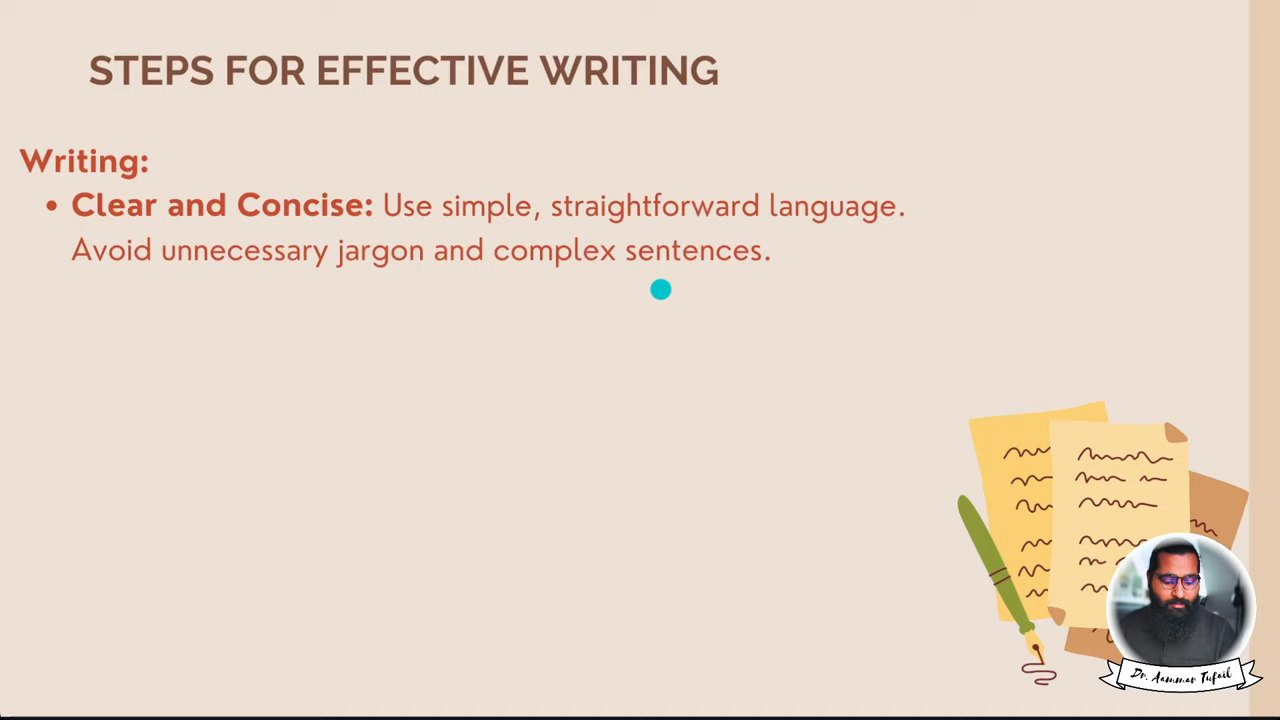 STEPS FOR EFFECTIVE WRITING
Writing:
• Clear and Concise: Use simple, straightforward language.
Avoid unnecessary jargon and complex sentences.
Dr. Aammar Tufail